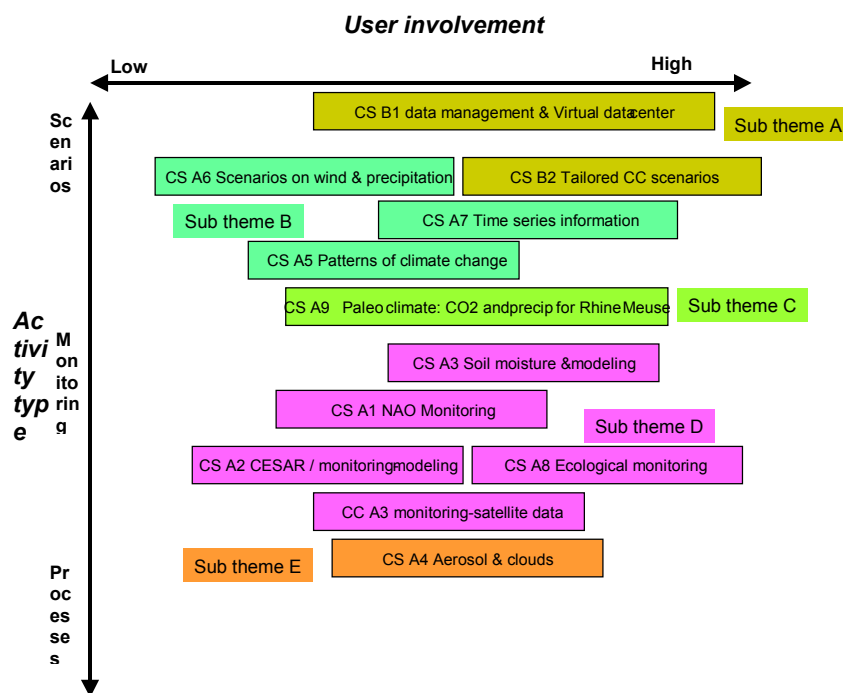 User involvement
Low
High
Sc
en
arios
CS B1 data management & Virtual datacenter
Sub theme A
CS A6 Scenarios on wind & precipitation
CS B2 Tailored CC scenarios
Sub theme B
CS A7 Time series information
CS A5 Patterns of climate change
CS A9 Paleo climate: CO2 andprecip for Rhine Meuse
Sub theme C
Ac
tivi
ty
typ
e
M
on
ito
rin
g
CS A3 Soil moisture &modeling
CS A1 NAO Monitoring
Sub theme D
CS A2 CESAR / monitoring-modeling
CS A8 Ecological monitoring
CC A3 monitoring-satellite data
Sub theme E
CS A4 Aerosol & clouds
Pr
oc
es
se
s